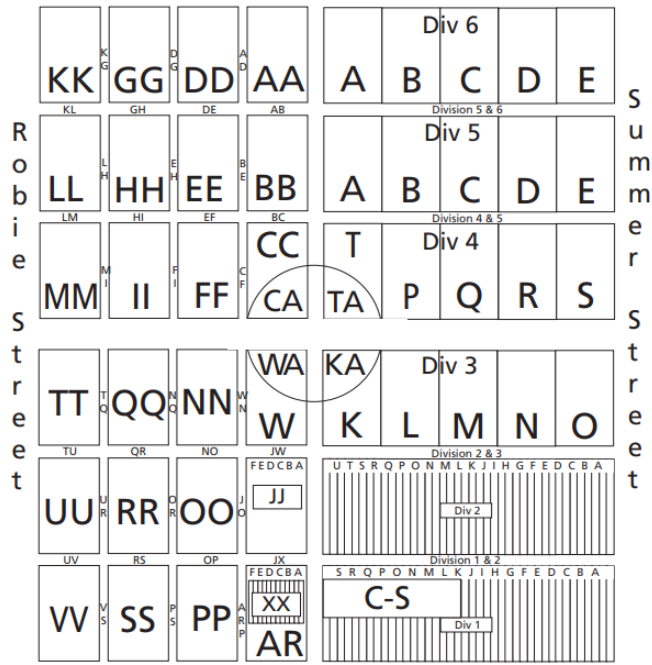 Robie Street
Summer Street
Div 6
KK KG GG DG DD AD AA A B C D E
KL GH DE AB Division 5 & 6
Div 5
LL LH HH EH EE BE BB A B C D E
LM HI EF BC Division 4 & 5
CC T Div 4
MM MI II FI FF CF CA TA P Q R S
WA KA Div 3
TT TQ QQ NQ NN WN W K L M N O
TU QR NO JW Division 2 & 3
FEDCBA U T S R Q P O N M L K J I H G F E D C B A
UU UR RR OR OO JO JJ Div 2
UV RS OP JX Division 1 & 2
FEDCBA S R Q P O N M L K J I H G F E D C B A
XX C-S
VV VS SS PS PP ARP AR Div 1